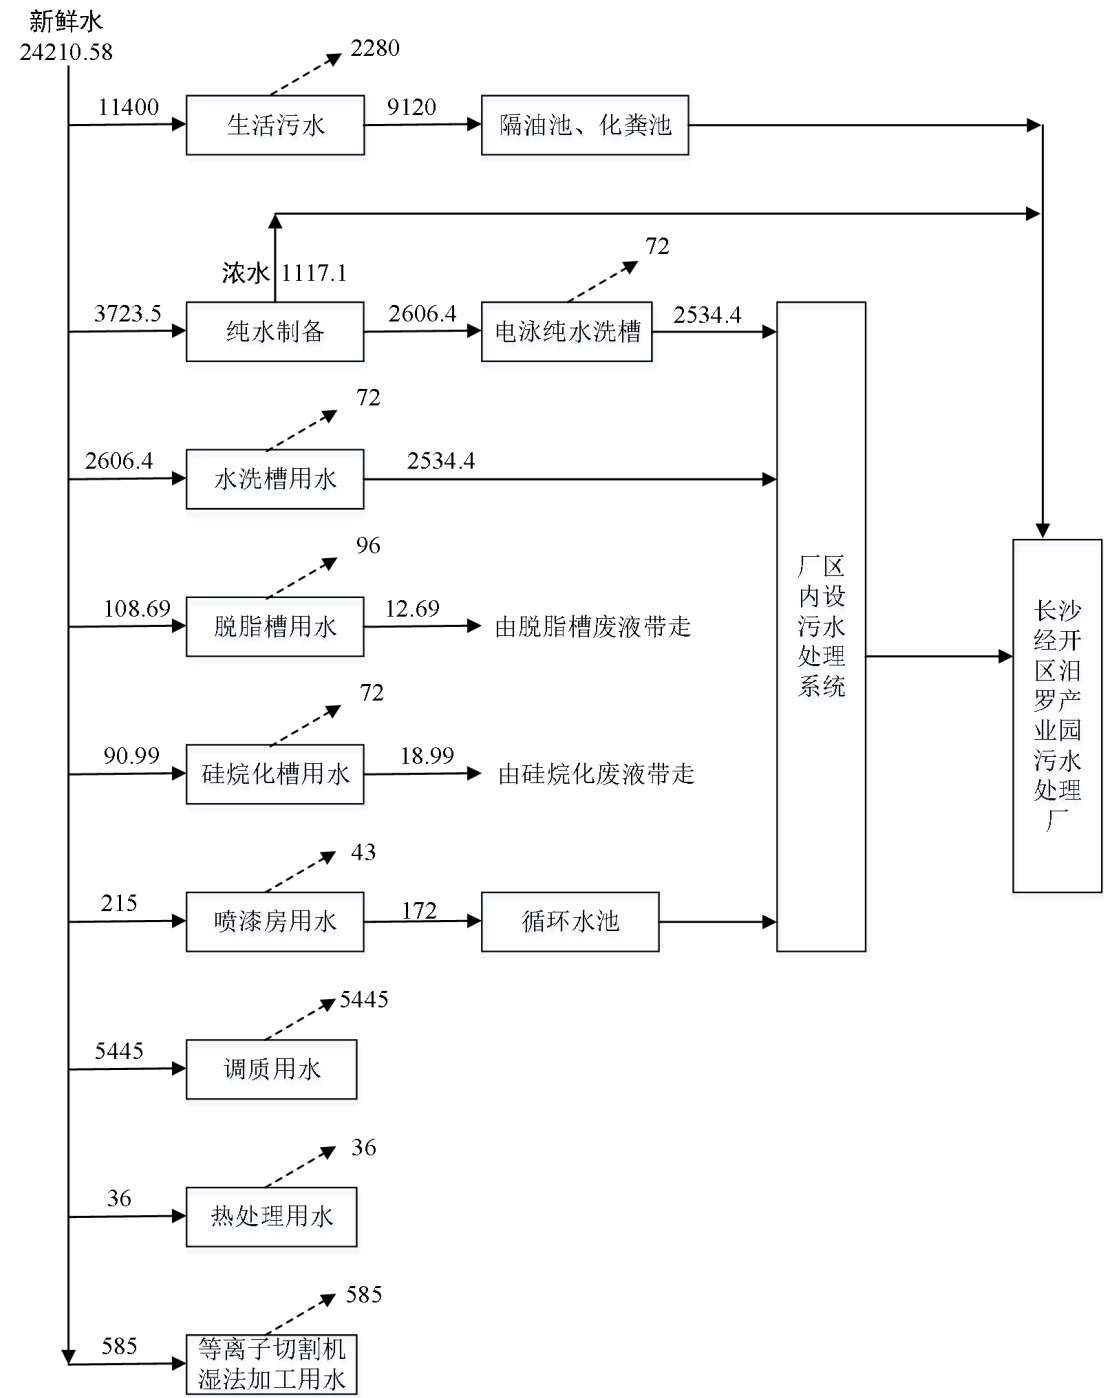 新鲜水
24210.58
2280
11400
生活污水
9120
隔油池、化粪池
浓水
1117.1
72
3723.5
纯水制备
2606.4
电泳纯水洗槽
2534.4
72
2606.4
水洗槽用水
2534.4
96
108.69
脱脂槽用水
12.69
由脱脂槽废液带走
72
90.99
硅烷化槽用水
18.99
由硅烷化废液带走
43
215
喷漆房用水
172
循环水池
厂区
内设
污水
处理
系统
长沙
经开
区汨
罗产
业园
污水
处理
厂
5445
5445
调质用水
36
36
热处理用水
585
585
等离子切割机
湿法加工用水